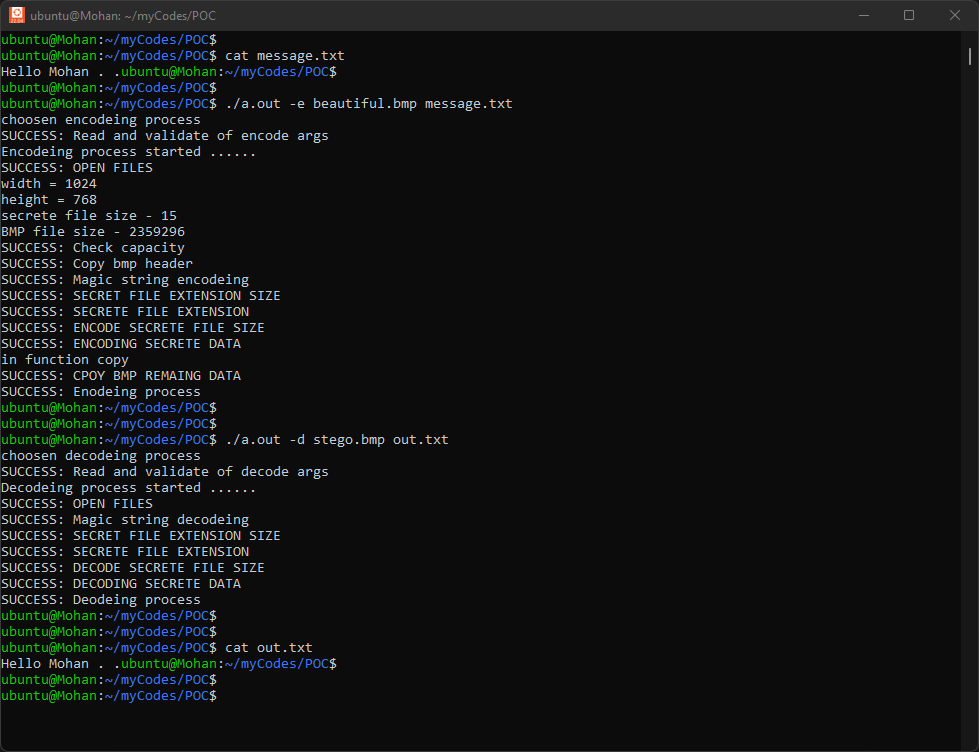 ubuntu@Mohan: ~/myCodes/POC
ubuntu@Mohan:~/myCodes/POC$
ubuntu@Mohan:~/myCodes/POC$ cat message.txt
Hello Mohan . .ubuntu@Mohan:~/myCodes/POC$
ubuntu@Mohan:~/myCodes/POC$
ubuntu@Mohan:~/myCodes/POC$ ./a.out -e beautiful.bmp message.txt
choosen encodeing process
SUCCESS: Read and validate of encode args
Encodeing process started ......
SUCCESS: OPEN FILES
width = 1024
height = 768
secrete file size - 15
BMP file size - 2359296
SUCCESS: Check capacity
SUCCESS: Copy bmp header
SUCCESS: Magic string encodeing
SUCCESS: SECRET FILE EXTENSION SIZE
SUCCESS: SECRETE FILE EXTENSION
SUCCESS: ENCODE SECRETE FILE SIZE
SUCCESS: ENCODING SECRETE DATA
in function copy
SUCCESS: CPOY BMP REMAING DATA
SUCCESS: Enodeing process
ubuntu@Mohan:~/myCodes/POC$
ubuntu@Mohan:~/myCodes/POC$
ubuntu@Mohan:~/myCodes/POC$ ./a.out -d stego.bmp out.txt
choosen decodeing process
SUCCESS: Read and validate of decode args
Decodeing process started ......
SUCCESS: OPEN FILES
SUCCESS: Magic string decodeing
SUCCESS: SECRET FILE EXTENSION SIZE
SUCCESS: SECRETE FILE EXTENSION
SUCCESS: DECODE SECRETE FILE SIZE
SUCCESS: DECODING SECRETE DATA
SUCCESS: Deodeing process
ubuntu@Mohan:~/myCodes/POC$
ubuntu@Mohan:~/myCodes/POC$
ubuntu@Mohan:~/myCodes/POC$ cat out.txt
Hello Mohan . .ubuntu@Mohan:~/myCodes/POC$
ubuntu@Mohan:~/myCodes/POC$
ubuntu@Mohan:~/myCodes/POC$